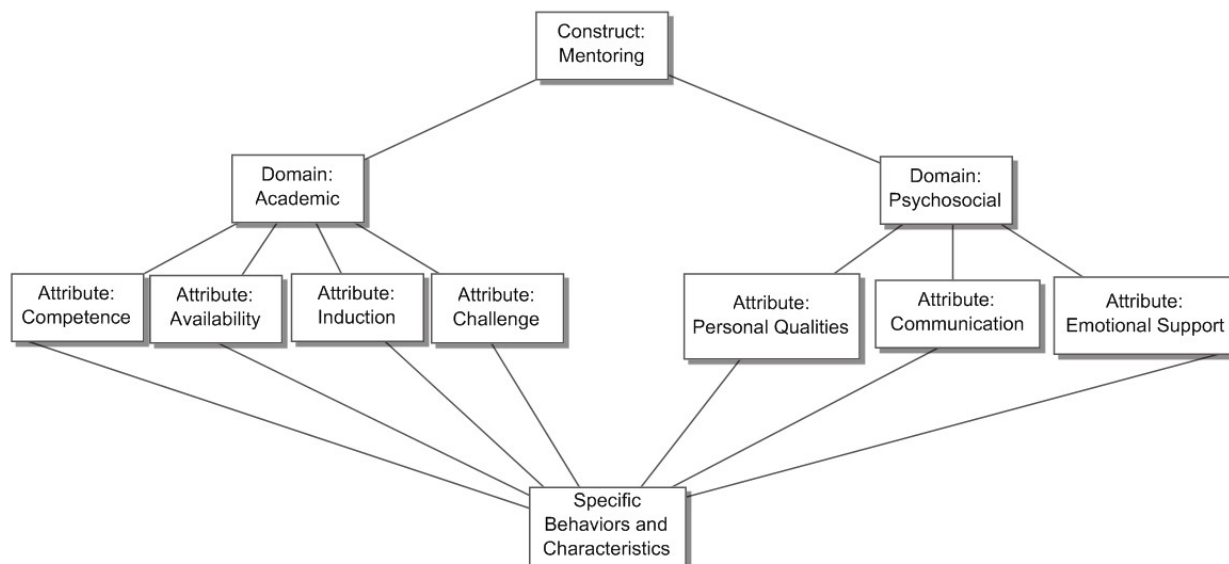 Construct:
Mentoring
Domain:
Academic
Domain:
Psychosocial
Attribute:
Competence
Attribute:
Availability
Attribute:
Induction
Attribute:
Challenge
Attribute:
Personal Qualities
Attribute:
Communication
Attribute:
Emotional Support
Specific
Behaviors and
Characteristics